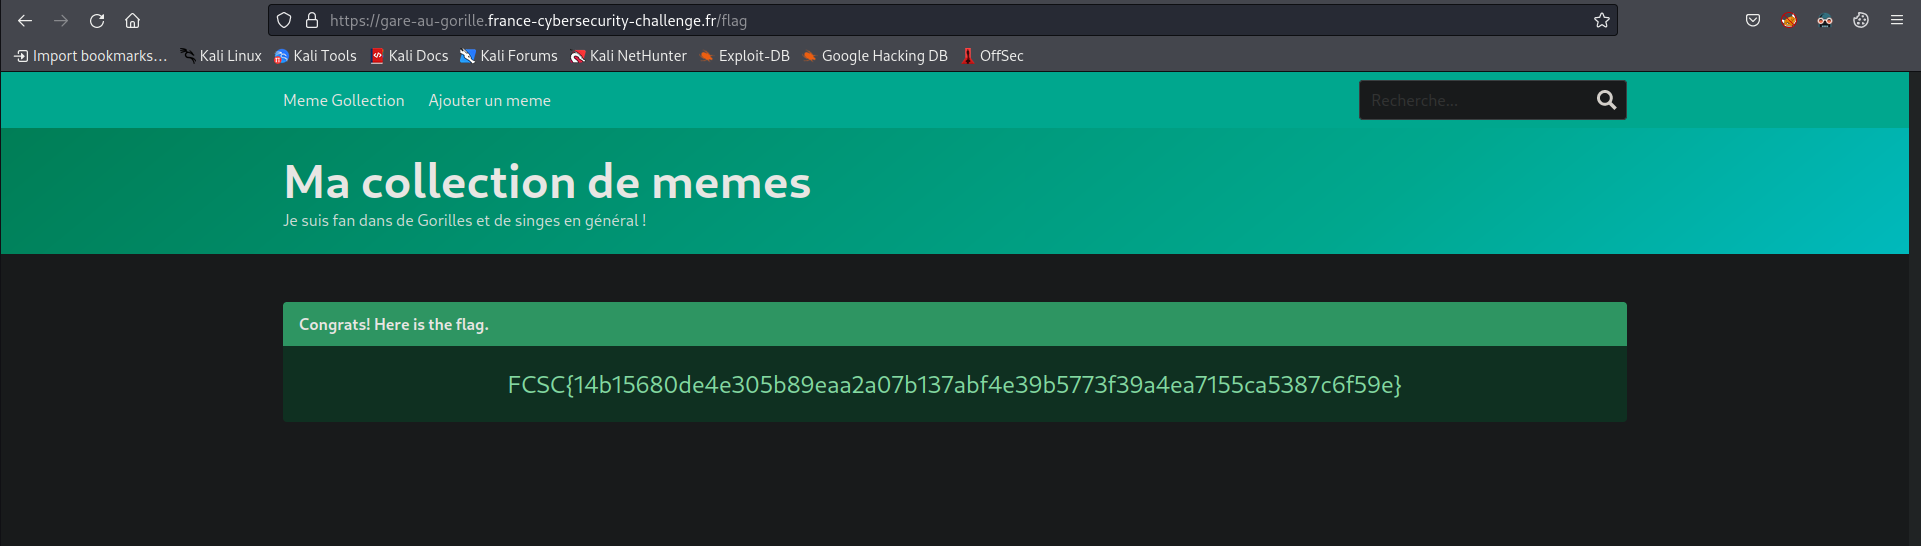 https://gare-au-gorille.france-cybersecurity-challenge.fr/flag
Import bookmarks... Kali Linux Kali Tools Kali Docs Kali Forums Kali NetHunter Exploit-DB Google Hacking DB OffSec
Meme Gollection Ajouter un meme Recherche...
Ma collection de memes
Je suis fan dans de Gorilles et de singes en général !
Congrats! Here is the flag.
FCSC{14b15680de4e305b89eaa2a07b137abf4e39b5773f39a4ea7155ca5387c6f59e}